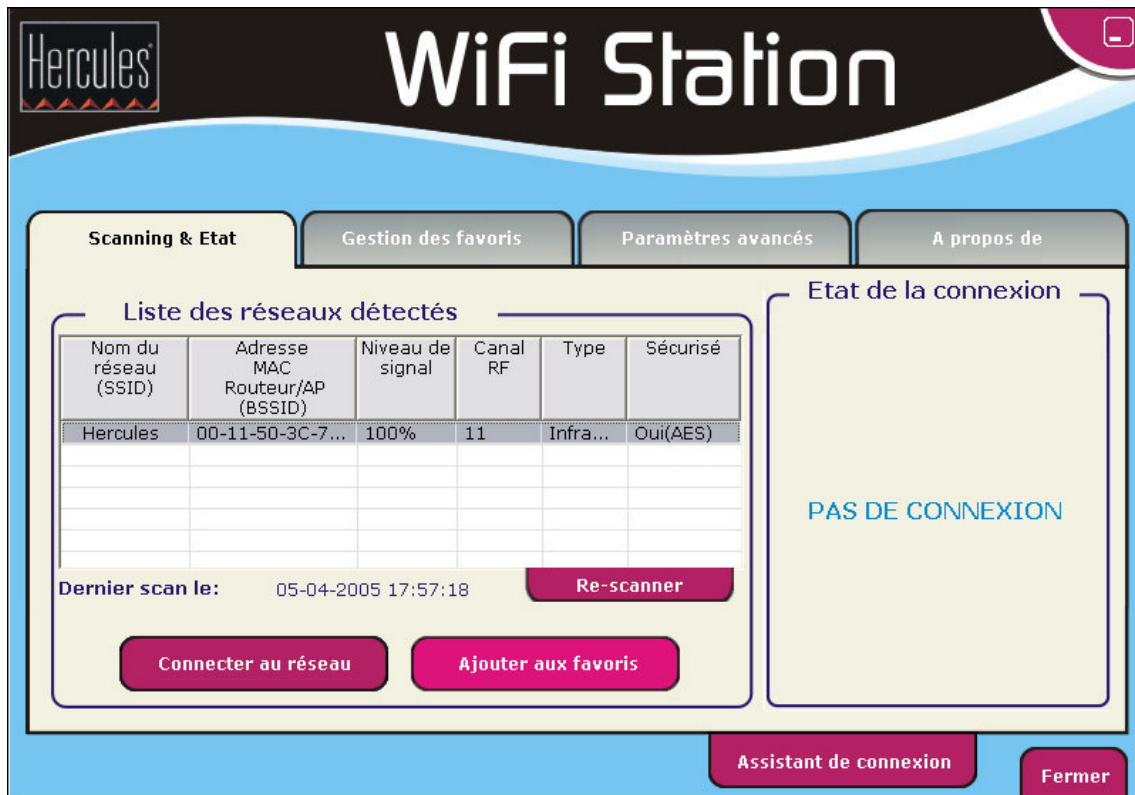 Hercules
WiFi Station
Scanning & Etat
Gestion des favoris
Paramètres avancés
A propos de
Liste des réseaux détectés
Nom du réseau (SSID) Adresse MAC Routeur/AP (BSSID) Niveau de signal Canal RF Type Sécurisé
Hercules 00-11-50-3C-7... 100% 11 Infra... Oui(AES)
Dernier scan le: 05-04-2005 17:57:18
Re-scanner
Connecter au réseau
Ajouter aux favoris
Etat de la connexion
PAS DE CONNEXION
Assistant de connexion
Fermer